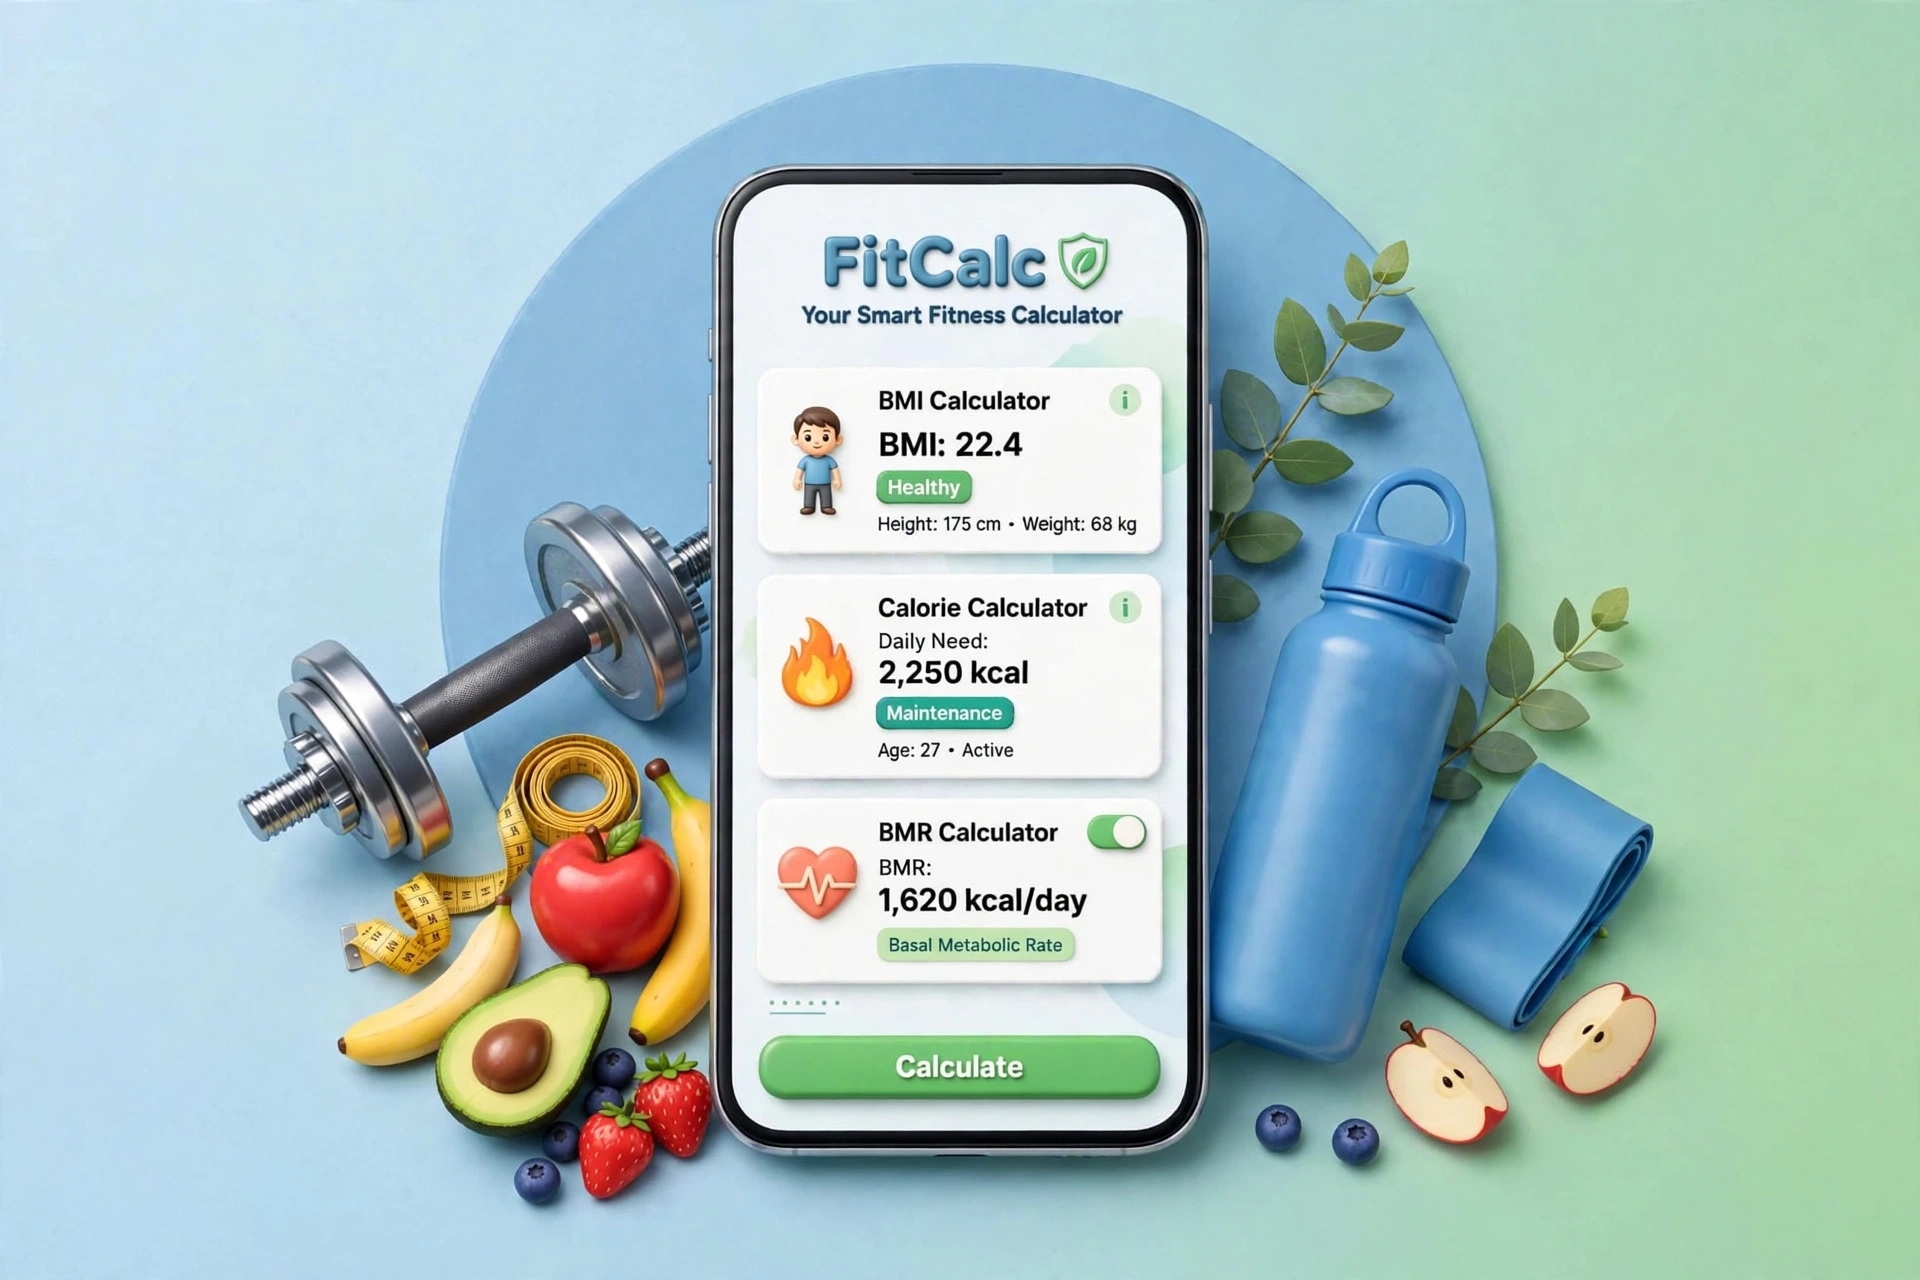 FitCalc
Your Smart Fitness Calculator
BMI Calculator
i
BMI: 22.4
Healthy
Height: 175 cm • Weight: 68 kg
Calorie Calculator
i
Daily Need:
2,250 kcal
Maintenance
Age: 27 • Active
BMR Calculator
BMR:
1,620 kcal/day
Basal Metabolic Rate
Calculate